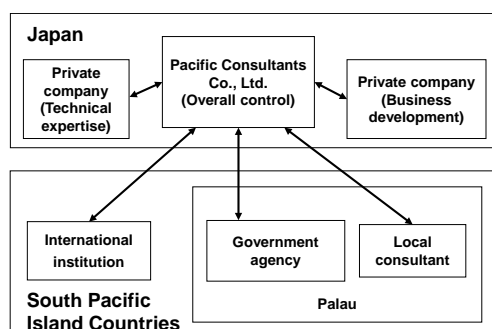 Japan
Private
company
(Technical
expertise)
Pacific Consultants
Co., Ltd.
(Overall control)
Private company
(Business
development)
International
institution
Government
agency
Local
consultant
Palau
South Pacific
Island Countries